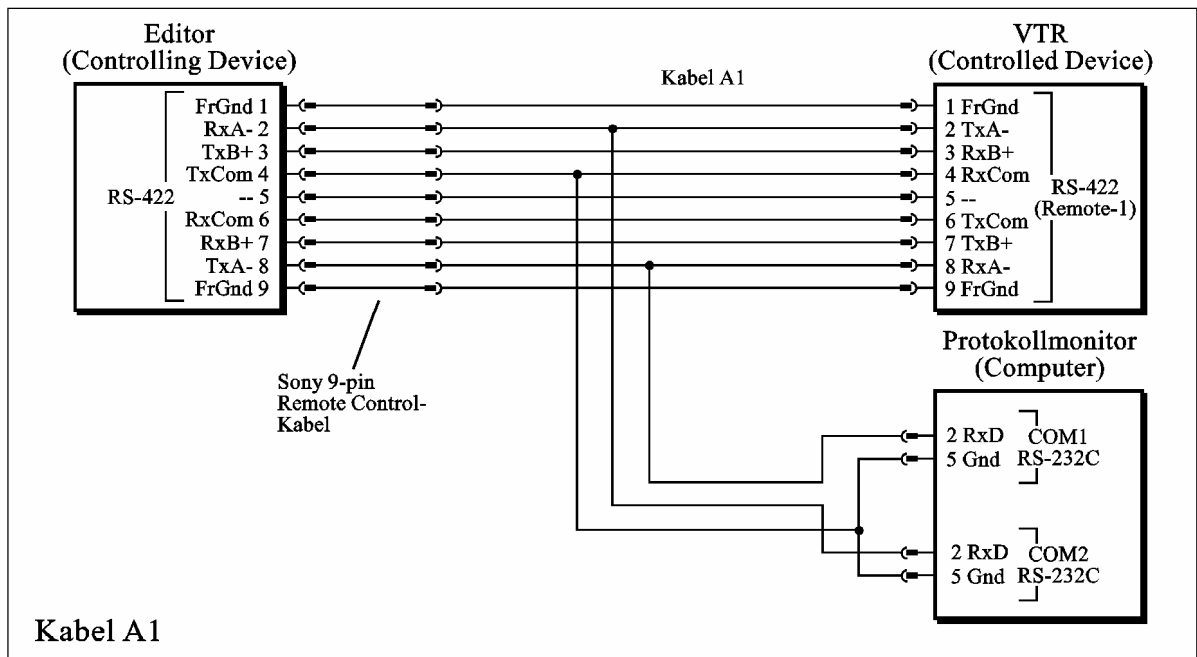 Editor
(Controlling Device)
VTR
(Controlled Device)
Kabel A1
FrGnd 1
RxA- 2
TxB+ 3
TxCom 4
-- 5
RxCom 6
RxB+ 7
TxA- 8
FrGnd 9
RS-422
1 FrGnd
2 TxA-
3 RxB+
4 RxCom
5 --
6 TxCom
7 TxB+
8 RxA-
9 FrGnd
RS-422
(Remote-1)
Sony 9-pin
Remote Control-
Kabel
Protokollmonitor
(Computer)
2 RxD
5 Gnd
COM1
RS-232C
2 RxD
5 Gnd
COM2
RS-232C
Kabel A1